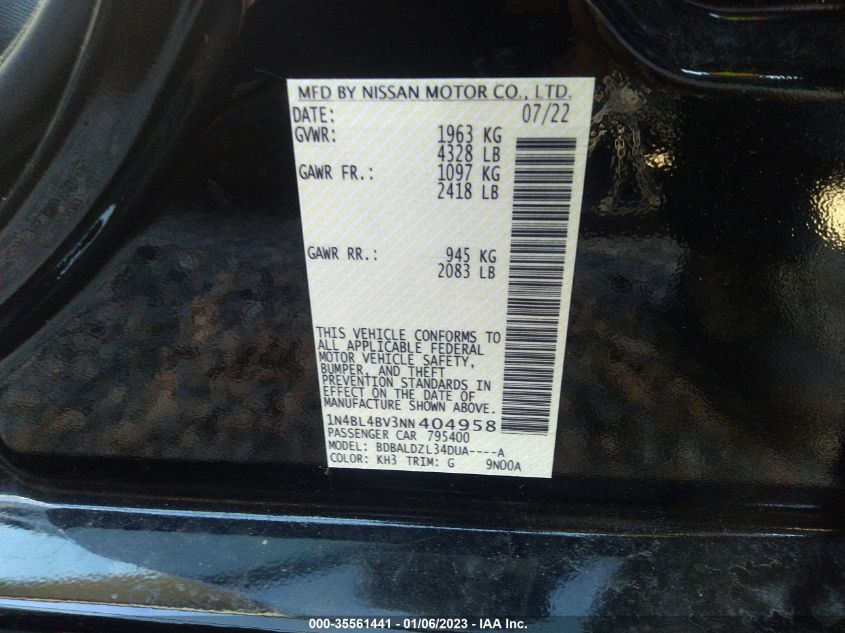 MFD BY NISSAN MOTOR CO., LTD.
DATE: 07/22
GVWR: 1963 KG
4328 LB
GAWR FR.: 1097 KG
2418 LB
GAWR RR.: 945 KG
2083 LB
THIS VEHICLE CONFORMS TO
ALL APPLICABLE FEDERAL
MOTOR VEHICLE SAFETY,
BUMPER, AND THEFT
PREVENTION STANDARDS IN
EFFECT ON THE DATE OF
MANUFACTURE SHOWN ABOVE.
1N4BL4BV3NN404958
PASSENGER CAR 795400
MODEL: BDBALDZL34DUA----A
COLOR: KH3 TRIM: G 9N00A
000-35561441 - 01/06/2023 - IAA Inc.